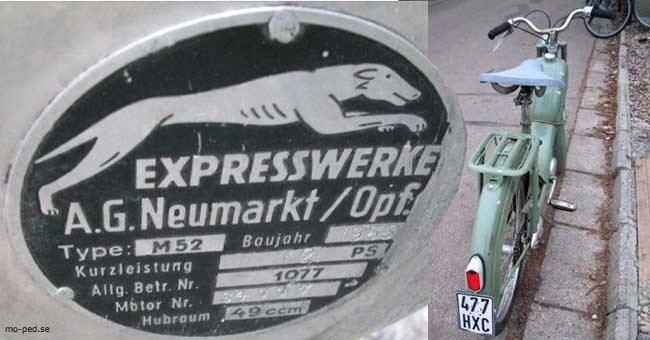 EXPRESSWERKE
A.G. Neumarkt/Opf.
Type: M52 Baujahr
Kurzleistung PS
Allg. Betr. Nr. 1077
Motor Nr.
Hubraum 49 ccm
mo-ped.se
477
HXC